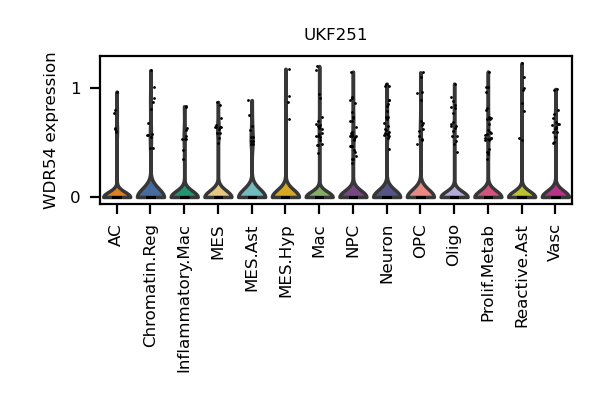 UKF251
WDR54 expression
1
0
AC
Chromatin.Reg
Inflammatory.Mac
MES
MES.Ast
MES.Hyp
Mac
NPC
Neuron
OPC
Oligo
Prolif.Metab
Reactive.Ast
Vasc